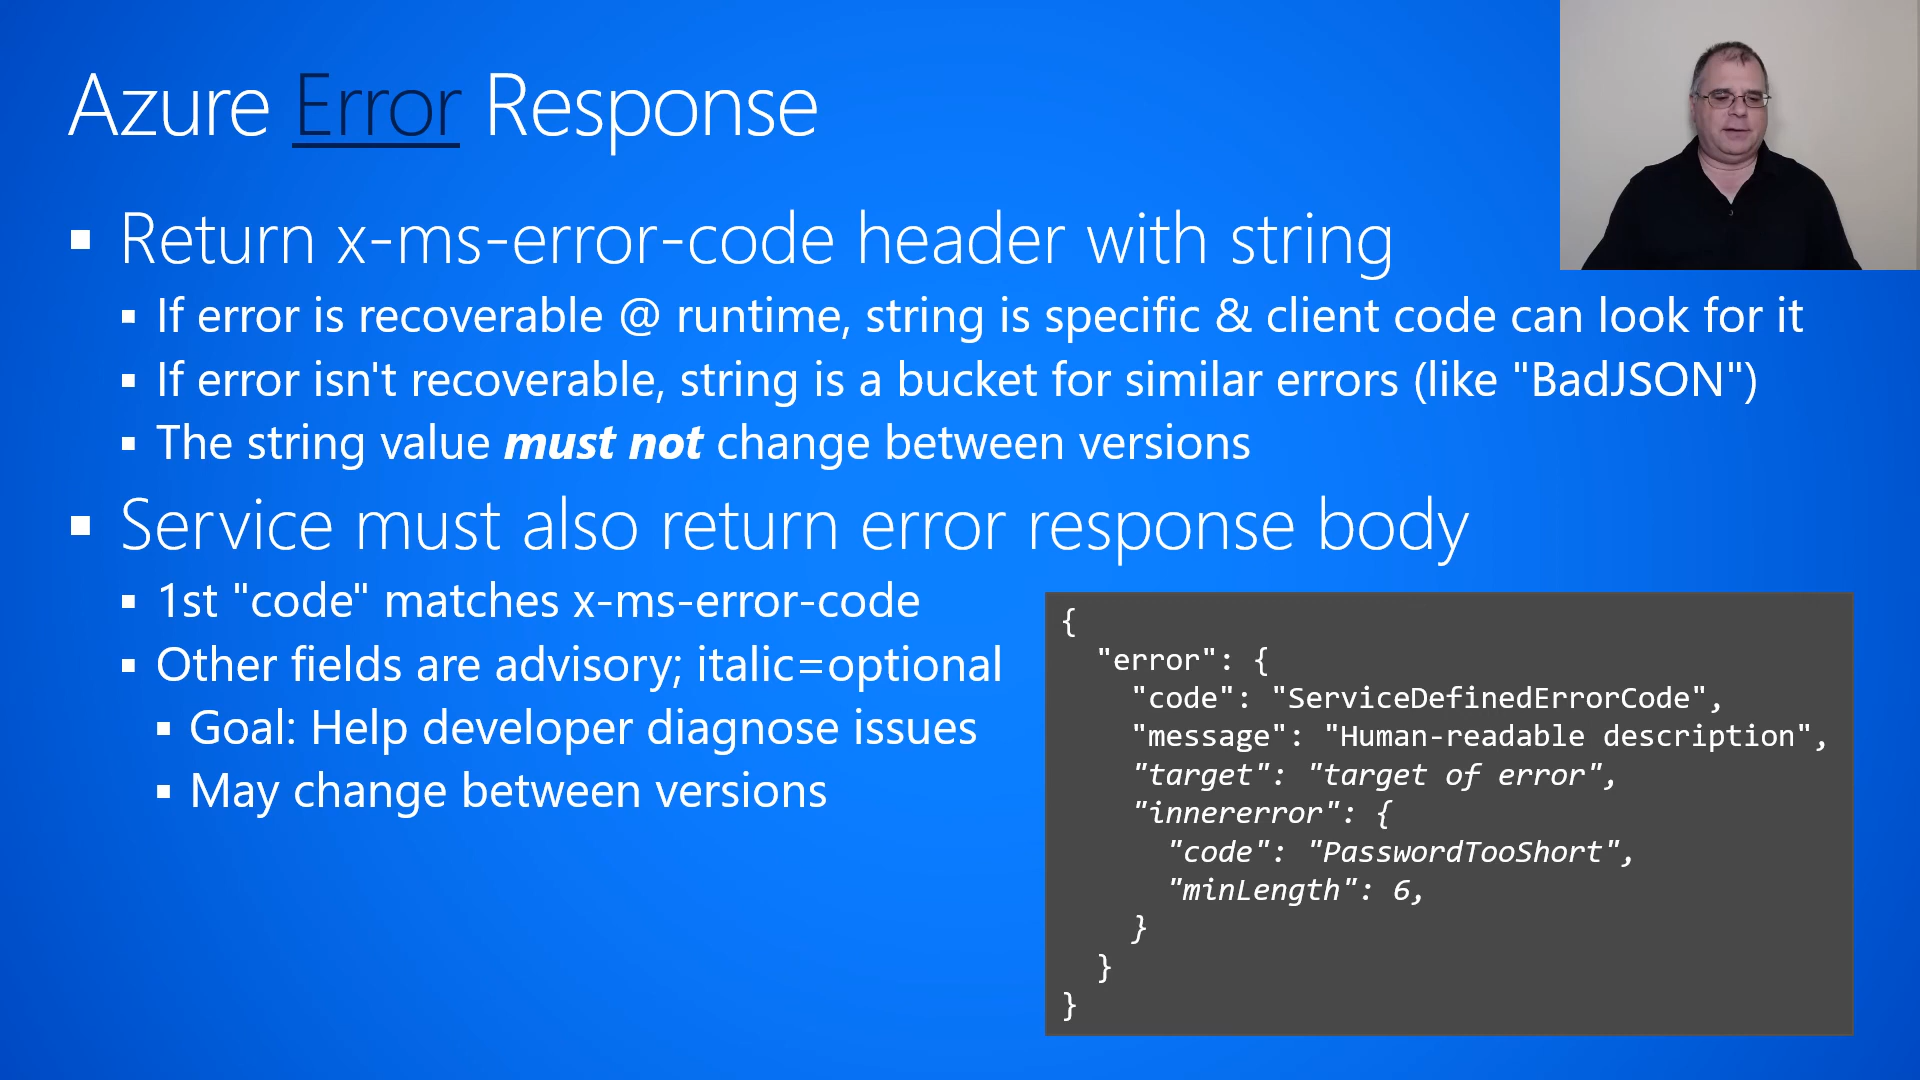 Azure Error Response
Return x-ms-error-code header with string
If error is recoverable @ runtime, string is specific & client code can look for it
If error isn't recoverable, string is a bucket for similar errors (like "BadJSON")
The string value must not change between versions
Service must also return error response body
1st "code" matches x-ms-error-code
Other fields are advisory; italic=optional
Goal: Help developer diagnose issues
May change between versions
{
"error": {
"code": "ServiceDefinedErrorCode",
"message": "Human-readable description",
"target": "target of error",
"innererror": {
"code": "PasswordTooShort",
"minLength": 6,
}
}
}